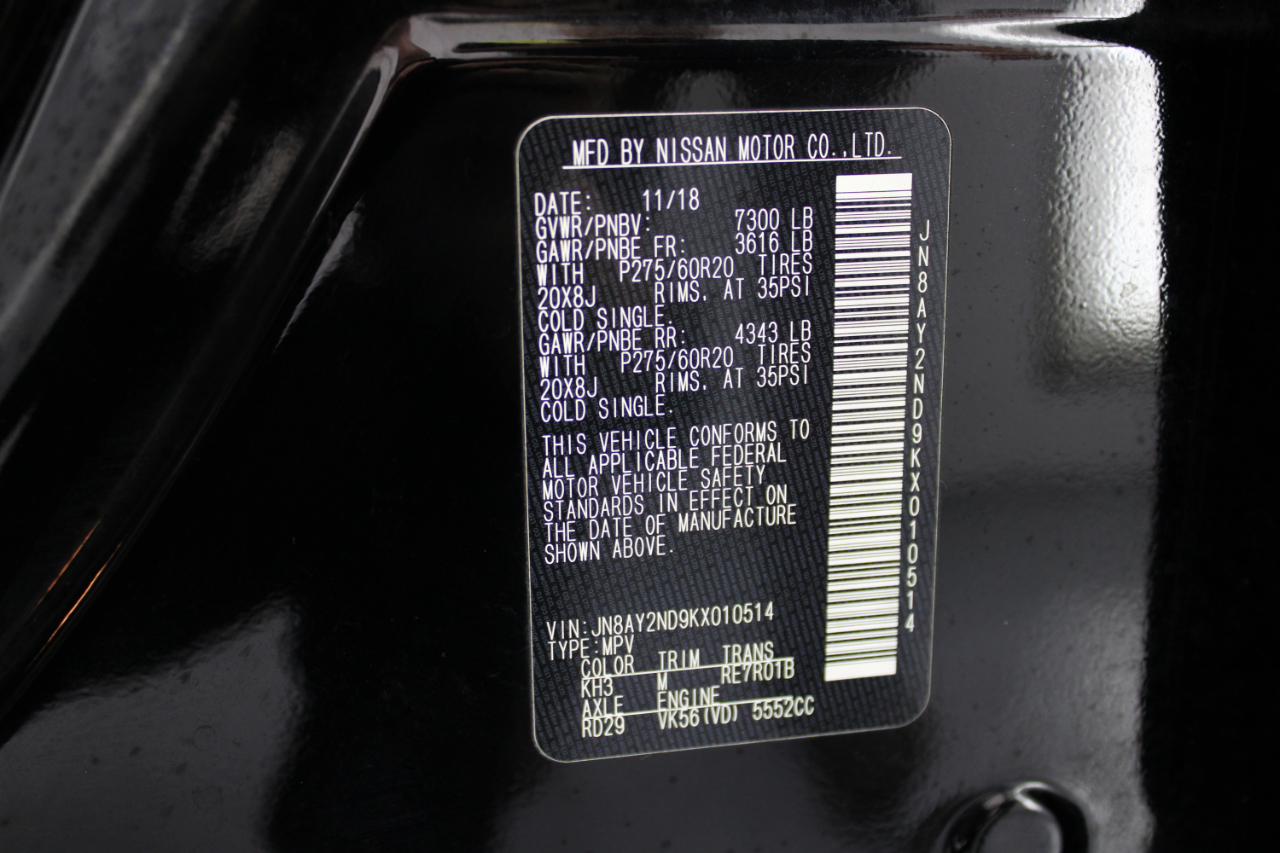 MFD BY NISSAN MOTOR CO.,LTD.
DATE: 11/18
GVWR/PNBV: 7300 LB
GAWR/PNBE FR: 3616 LB
WITH P275/60R20 TIRES
20X8J RIMS. AT 35PSI
COLD SINGLE.
GAWR/PNBE RR: 4343 LB
WITH P275/60R20 TIRES
20X8J RIMS. AT 35PSI
COLD SINGLE.
THIS VEHICLE CONFORMS TO
ALL APPLICABLE FEDERAL
MOTOR VEHICLE SAFETY
STANDARDS IN EFFECT ON
THE DATE OF MANUFACTURE
SHOWN ABOVE.
VIN:JN8AY2ND9KX010514
TYPE:MPV
COLOR TRIM TRANS
KH3 M RE7R01B
AXLE ENGINE
RD29 VK56(VD) 5552CC
JN8AY2ND9KX010514